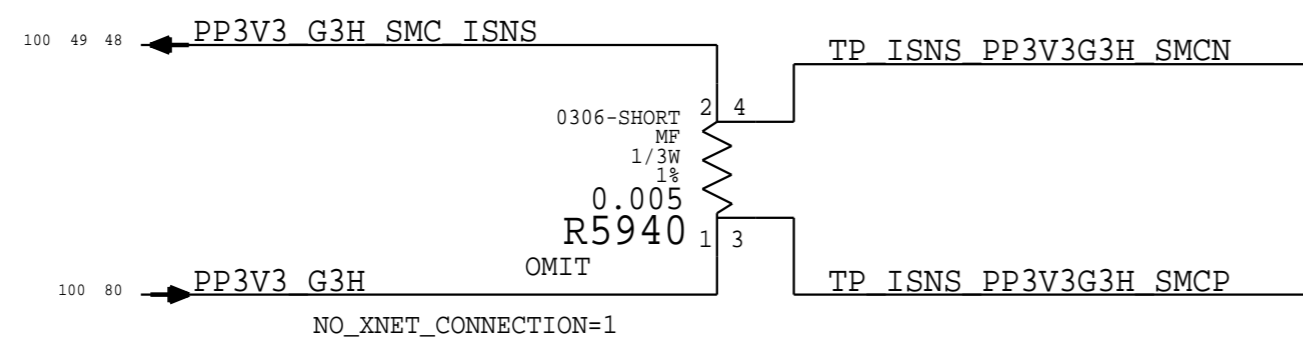 100 49 48 PP3V3_G3H_SMC_ISNS
TP_ISNS_PP3V3G3H_SMCN
2 4
0306-SHORT
MF
1/3W
1%
0.005
R5940 1 3
OMIT
100 80 PP3V3_G3H
TP_ISNS_PP3V3G3H_SMCP
NO_XNET_CONNECTION=1